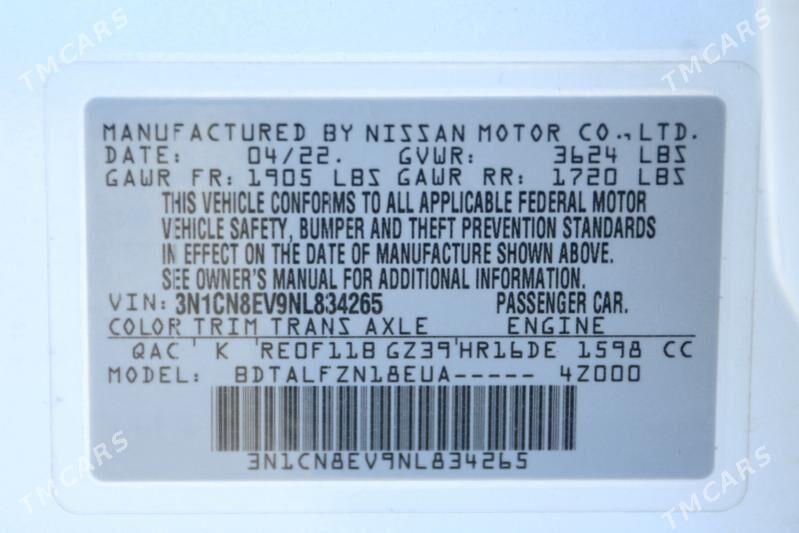 MANUFACTURED BY NISSAN MOTOR CO.,LTD.
DATE: 04/22. GVWR: 3624 LBS
GAWR FR: 1905 LBS GAWR RR: 1720 LBS
THIS VEHICLE CONFORMS TO ALL APPLICABLE FEDERAL MOTOR
VEHICLE SAFETY, BUMPER AND THEFT PREVENTION STANDARDS
IN EFFECT ON THE DATE OF MANUFACTURE SHOWN ABOVE.
SEE OWNER'S MANUAL FOR ADDITIONAL INFORMATION.
VIN: 3N1CN8EV9NL834265 PASSENGER CAR.
COLOR TRIM TRANS AXLE ENGINE
QAC K RE0F11B GZ39 HR16DE 1598 CC
MODEL: BDTALFZN18EUA----- 4Z000
3N1CN8EV9NL834265
TMCARS
TMCARS
TMCARS
TMCARS